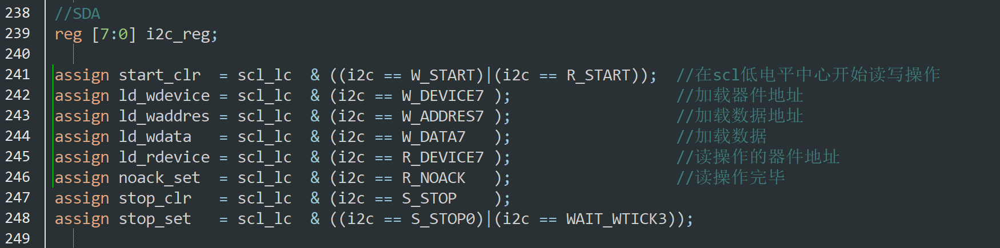 238 //SDA
239 reg [7:0] i2c_reg;
240
241 assign start_clr  = scl_lc  & ((i2c == W_START)|(i2c == R_START));  //在scl低电平中心开始读写操作
242 assign ld_wdevice = scl_lc  & (i2c == W_DEVICE7 );                  //加载器件地址
243 assign ld_waddres = scl_lc  & (i2c == W_ADDRES7 );                  //加载数据地址
244 assign ld_wdata   = scl_lc  & (i2c == W_DATA7   );                  //加载数据
245 assign ld_rdevice = scl_lc  & (i2c == R_DEVICE7 );                  //读操作的器件地址
246 assign noack_set  = scl_lc  & (i2c == R_NOACK   );                  //读操作完毕
247 assign stop_clr   = scl_lc  & (i2c == S_STOP    );
248 assign stop_set   = scl_lc  & ((i2c == S_STOP0)|(i2c == WAIT_WTICK3));
249